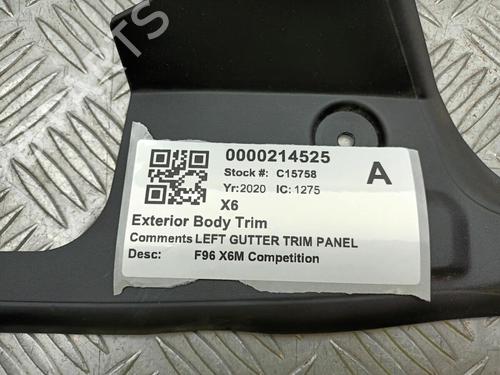 PARTS
0000214525
Stock #: C15758
A
Yr: 2020 IC: 1275
X6
Exterior Body Trim
Comments LEFT GUTTER TRIM PANEL
Desc: F96 X6M Competition